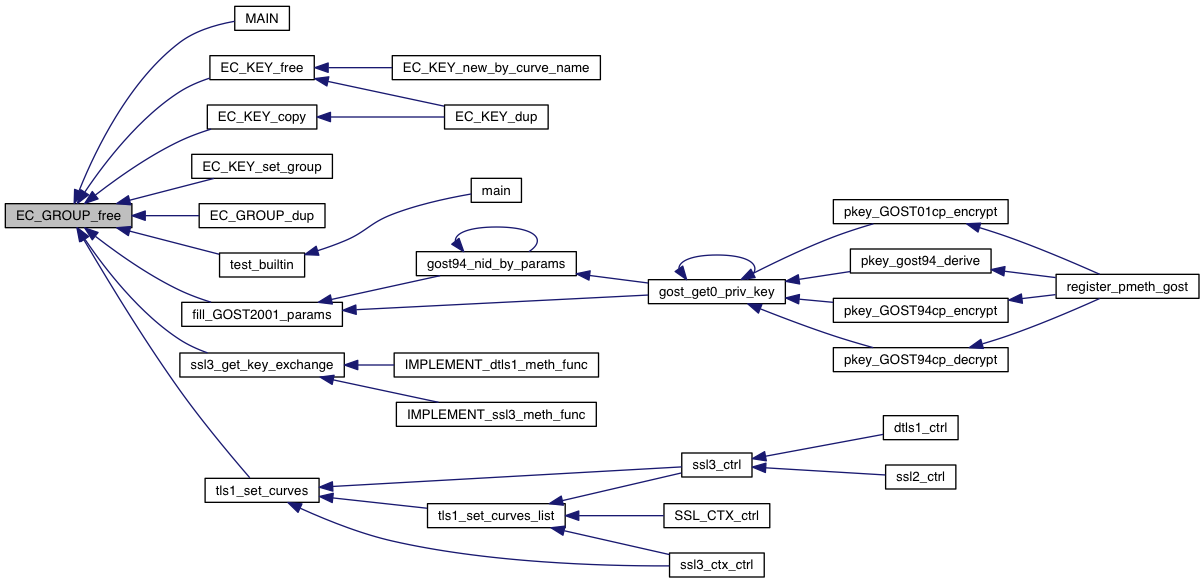 MAIN
EC_KEY_free
EC_KEY_new_by_curve_name
EC_KEY_copy
EC_KEY_dup
EC_KEY_set_group
main
EC_GROUP_free
EC_GROUP_dup
pkey_GOST01cp_encrypt
test_builtin
gost94_nid_by_params
pkey_gost94_derive
gost_get0_priv_key
register_pmeth_gost
fill_GOST2001_params
pkey_GOST94cp_encrypt
ssl3_get_key_exchange
IMPLEMENT_dtls1_meth_func
pkey_GOST94cp_decrypt
IMPLEMENT_ssl3_meth_func
dtls1_ctrl
ssl3_ctrl
ssl2_ctrl
tls1_set_curves
tls1_set_curves_list
SSL_CTX_ctrl
ssl3_ctx_ctrl